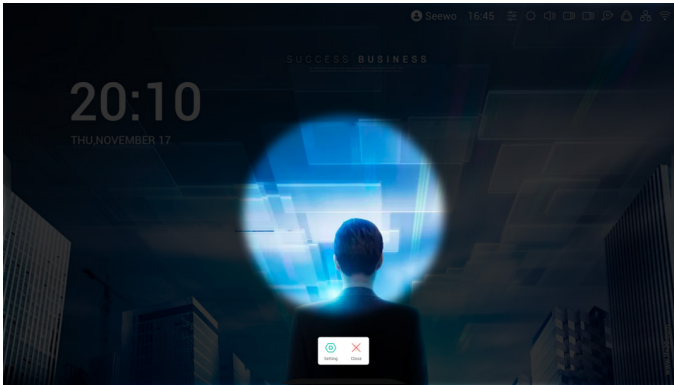 Seewo 16:45
SUCCESS BUSINESS
20:10
THU,NOVEMBER 17
Setting Close